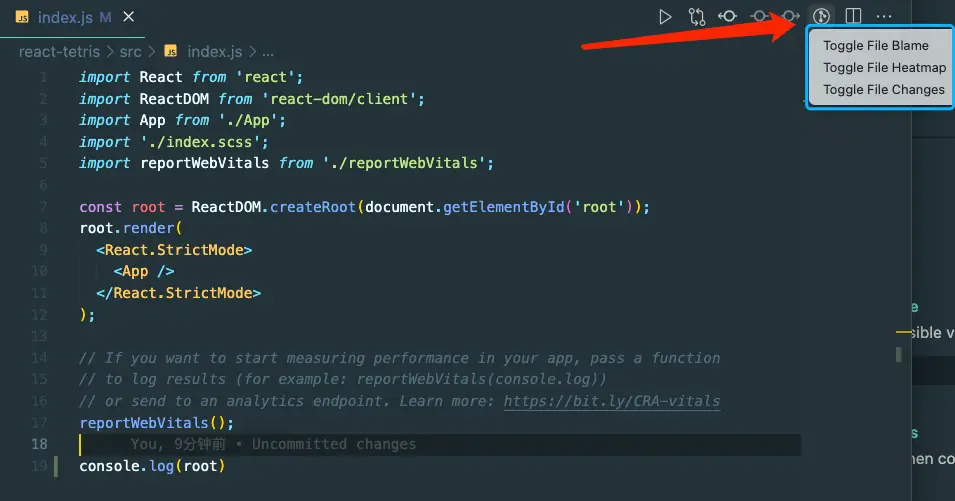 JS index.js M
react-tetris > src > JS index.js > ...
Toggle File Blame
Toggle File Heatmap
Toggle File Changes
1 import React from 'react';
2 import ReactDOM from 'react-dom/client';
3 import App from './App';
4 import './index.scss';
5 import reportWebVitals from './reportWebVitals';
6
7 const root = ReactDOM.createRoot(document.getElementById('root'));
8 root.render(
9 <React.StrictMode>
10 <App />
11 </React.StrictMode>
12 );
13
14 // If you want to start measuring performance in your app, pass a function
15 // to log results (for example: reportWebVitals(console.log))
16 // or send to an analytics endpoint. Learn more: https://bit.ly/CRA-vitals
17 reportWebVitals();
18 You, 9分钟前 • Uncommitted changes
19 console.log(root)
e
sible v
s
hen co